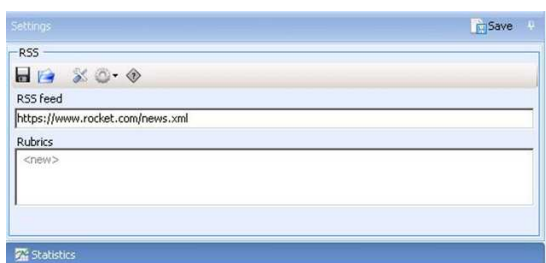 Settings
Save
RSS
RSS feed
https://www.rocket.com/news.xml
Rubrics
<new>
Statistics